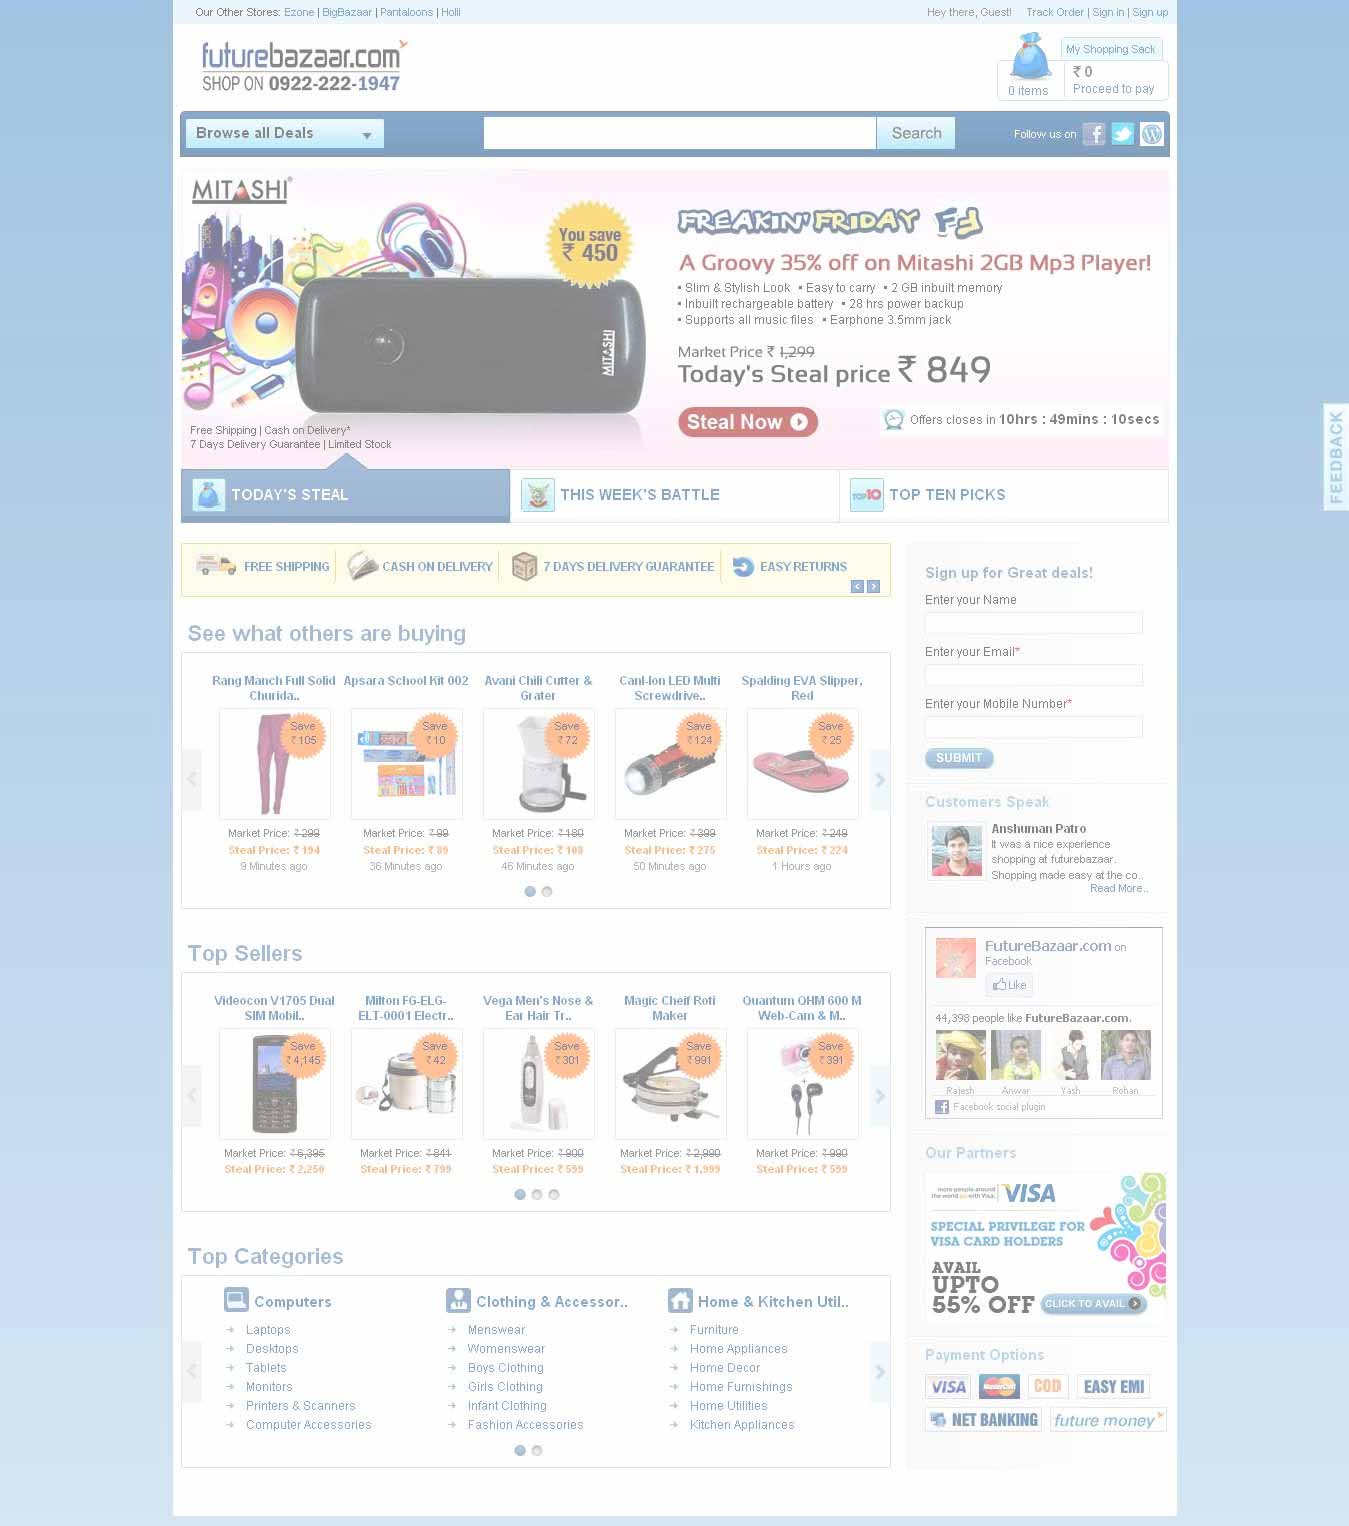 Our Other Stores: Ezone | BigBazaar | Pantaloons | Holii
Hey there, Guest! Track Order | Sign in | Sign up
futurebazaar.com
SHOP ON 0922-222-1947
My Shopping Sack
0 items
₹ 0
Proceed to pay
Browse all Deals
Search
Follow us on
MITASHI
You save
₹ 450
MITASHI
FREAKIN' FRIDAY FF
A Groovy 35% off on Mitashi 2GB Mp3 Player!
▪ Slim & Stylish Look ▪ Easy to carry ▪ 2 GB inbuilt memory
▪ Inbuilt rechargeable battery ▪ 28 hrs power backup
▪ Supports all music files ▪ Earphone 3.5mm jack
Market Price ₹ 1,299
Today's Steal price ₹ 849
Steal Now
Offers closes in 10hrs : 49mins : 10secs
Free Shipping | Cash on Delivery*
7 Days Delivery Guarantee | Limited Stock
FEEDBACK
TODAY'S STEAL
THIS WEEK'S BATTLE
TOP 10
TOP TEN PICKS
FREE SHIPPING
CASH ON DELIVERY
7 DAYS DELIVERY GUARANTEE
EASY RETURNS
See what others are buying
Rang Manch Full Solid
Churida..
Save
₹ 105
Market Price: ₹ 299
Steal Price: ₹ 194
9 Minutes ago
Apsara School Kit 002
Save
₹ 10
Market Price: ₹ 99
Steal Price: ₹ 89
36 Minutes ago
Avani Chili Cutter &
Grater
Save
₹ 72
Market Price: ₹ 180
Steal Price: ₹ 108
46 Minutes ago
CanI-Ion LED Multi
Screwdrive..
Save
₹ 124
Market Price: ₹ 399
Steal Price: ₹ 275
50 Minutes ago
Spalding EVA Slipper,
Red
Save
₹ 25
Market Price: ₹ 249
Steal Price: ₹ 224
1 Hours ago
Top Sellers
Videocon V1705 Dual
SIM Mobil..
Save
₹ 4,145
Market Price: ₹ 6,395
Steal Price: ₹ 2,250
Milton FG-ELG-
ELT-0001 Electr..
Save
₹ 42
Market Price: ₹ 841
Steal Price: ₹ 799
Vega Men's Nose &
Ear Hair Tr..
Save
₹ 301
Market Price: ₹ 900
Steal Price: ₹ 599
Magic Cheif Roti
Maker
Save
₹ 991
Market Price: ₹ 2,990
Steal Price: ₹ 1,999
Quantum QHM 600 M
Web-Cam & M..
Save
₹ 391
Market Price: ₹ 990
Steal Price: ₹ 599
Top Categories
Computers
Laptops
Desktops
Tablets
Monitors
Printers & Scanners
Computer Accessories
Clothing & Accessor..
Menswear
Womenswear
Boys Clothing
Girls Clothing
Infant Clothing
Fashion Accessories
Home & Kitchen Util..
Furniture
Home Appliances
Home Decor
Home Furnishings
Home Utilities
Kitchen Appliances
Sign up for Great deals!
Enter your Name
Enter your Email*
Enter your Mobile Number*
SUBMIT
Customers Speak
Anshuman Patro
It was a nice experience
shopping at futurebazaar.
Shopping made easy at the co..
Read More..
FutureBazaar.com on
Facebook
Like
44,398 people like FutureBazaar.com.
Rajesh Anwar Yash Rohan
Facebook social plugin
Our Partners
more people around
the world go with Visa.
VISA
SPECIAL PRIVILEGE FOR
VISA CARD HOLDERS
AVAIL
UPTO
55% OFF
CLICK TO AVAIL
Payment Options
VISA MasterCard COD EASY EMI
NET BANKING future money